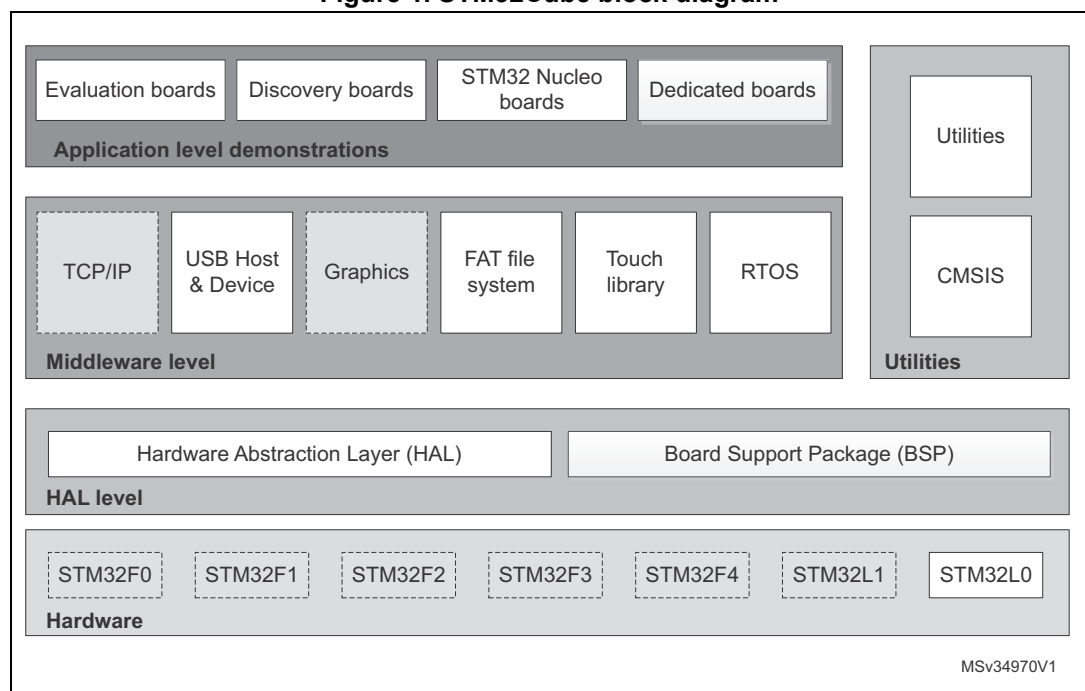 Figure 1. STM32Cube block diagram
Evaluation boards
Discovery boards
STM32 Nucleo
boards
Dedicated boards
Application level demonstrations
Utilities
TCP/IP
USB Host
& Device
Graphics
FAT file
system
Touch
library
RTOS
CMSIS
Middleware level
Utilities
Hardware Abstraction Layer (HAL)
Board Support Package (BSP)
HAL level
STM32F0
STM32F1
STM32F2
STM32F3
STM32F4
STM32L1
STM32L0
Hardware
MSv34970V1